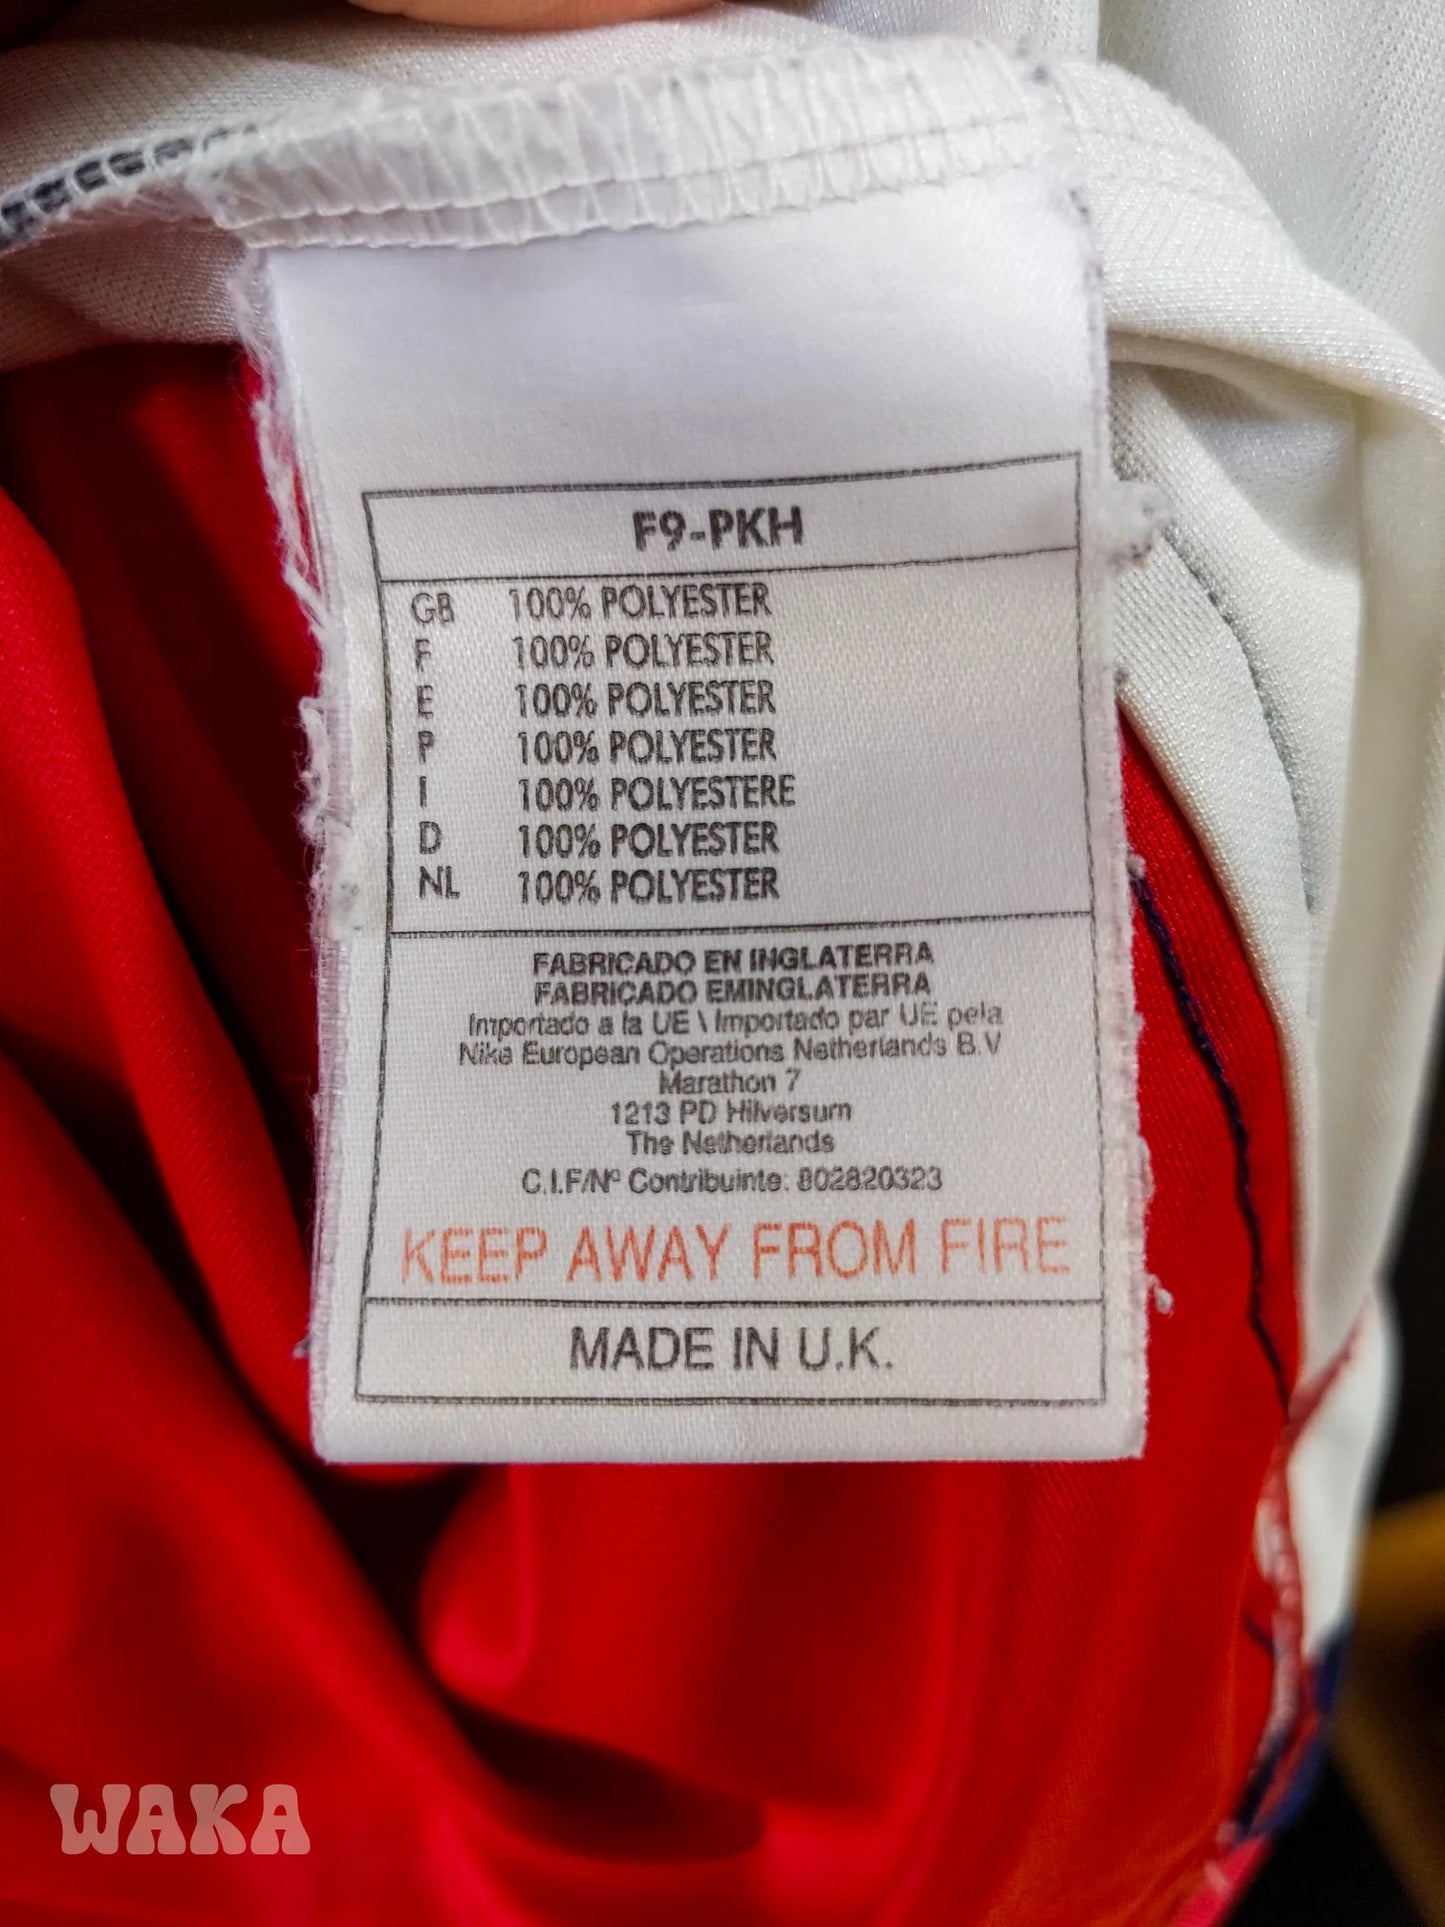 F9-PKH
GB 100% POLYESTER
F 100% POLYESTER
E 100% POLYESTER
P 100% POLYESTER
I 100% POLYESTERE
D 100% POLYESTER
NL 100% POLYESTER
FABRICADO EN INGLATERRA
FABRICADO EMINGLATERRA
Importado a la UE \ Importado par UE pela
Nike European Operations Netherlands B.V
Marathon 7
1213 PD Hilversum
The Netherlands
C.I.F/Nº Contribuinte: 802820323
KEEP AWAY FROM FIRE
MADE IN U.K.
WAKA